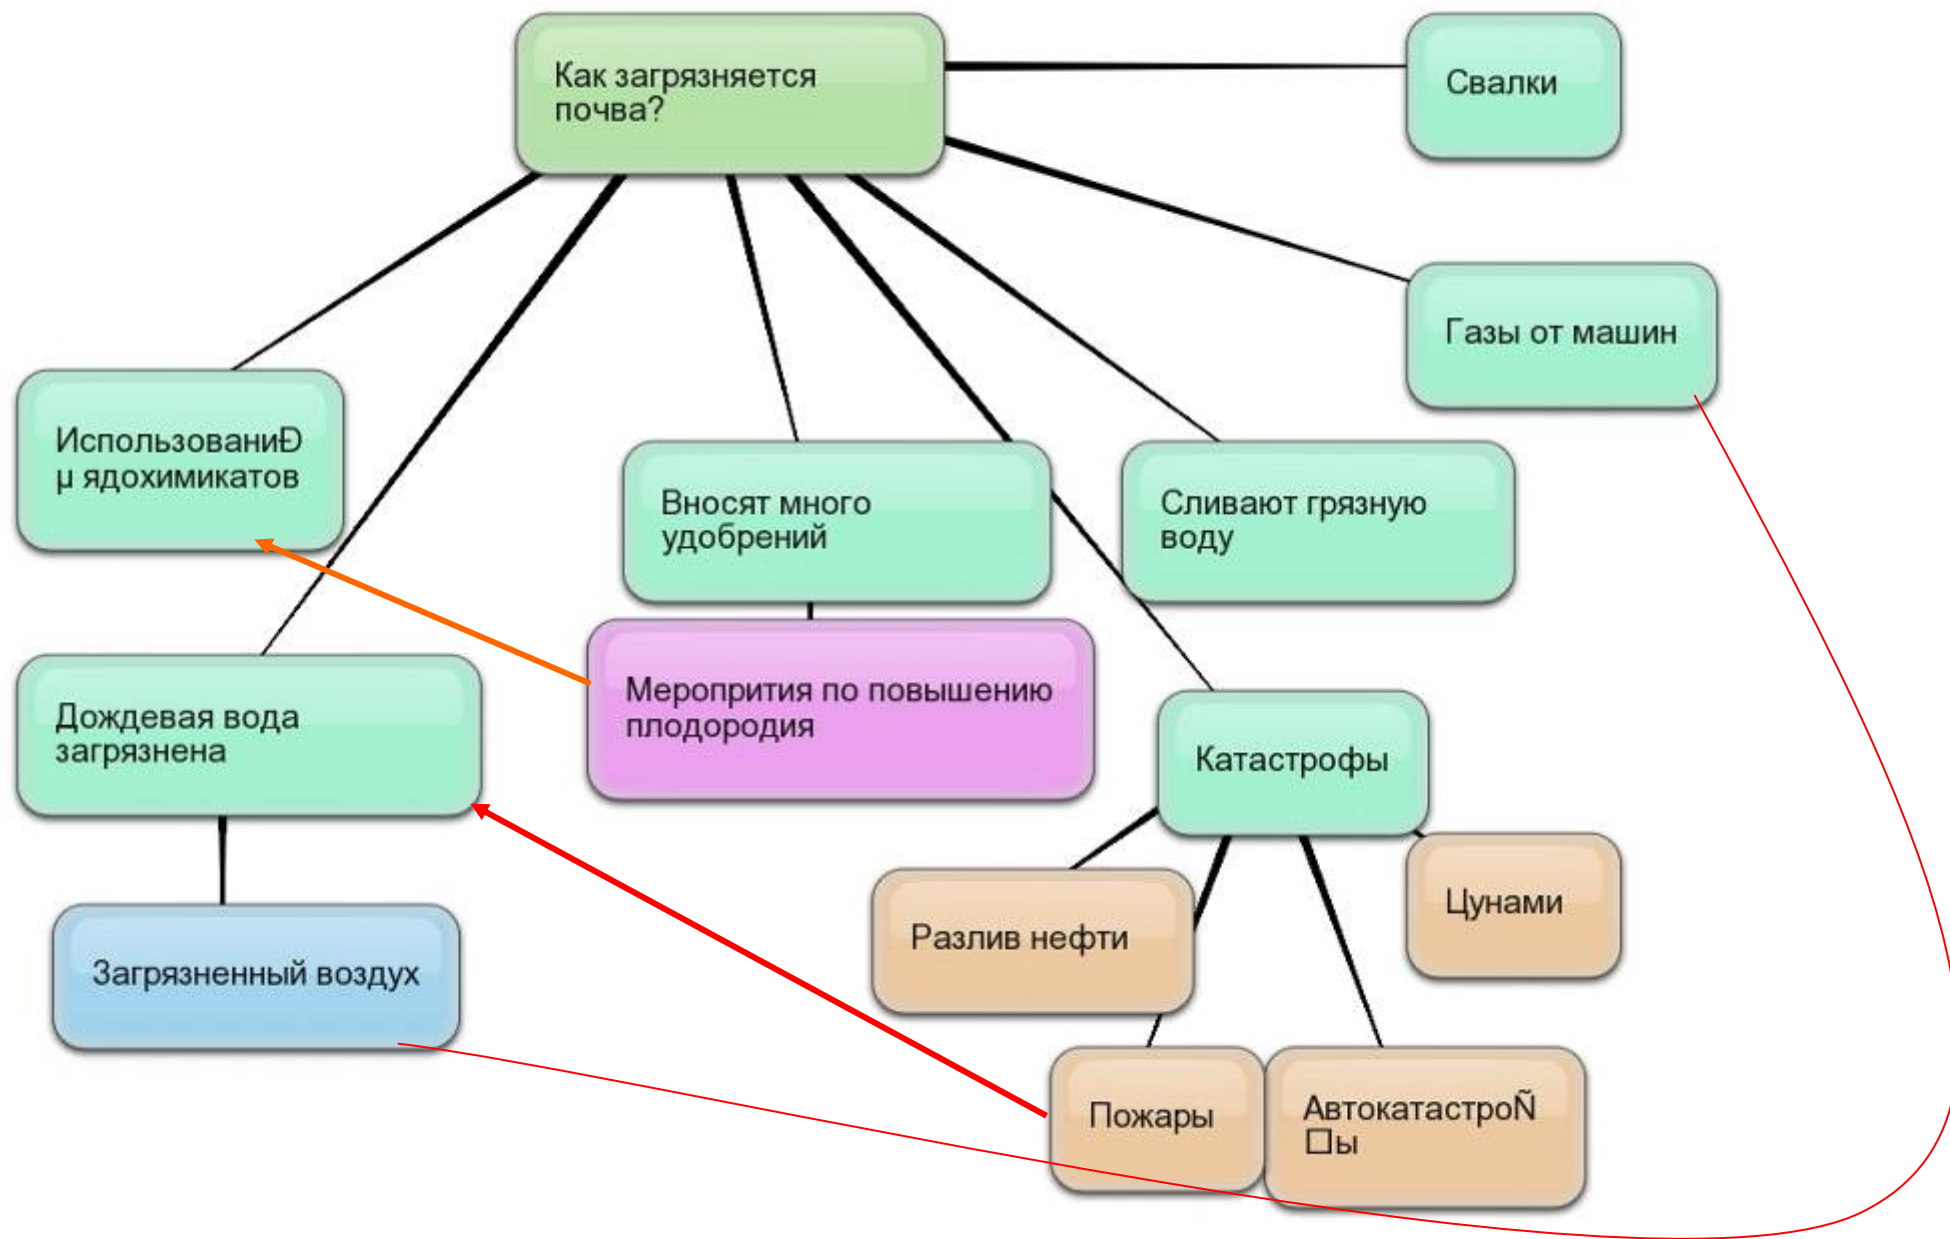 Как загрязняется
почва?
Свалки
Газы от машин
ИспользованиÐ
µ ядохимикатов
Вносят много
удобрений
Сливают грязную
воду
Дождевая вода
загрязнена
Меропрития по повышению
плодородия
Катастрофы
Загрязненный воздух
Разлив нефти
Цунами
Пожары
АвтокатастроÑ
□ы